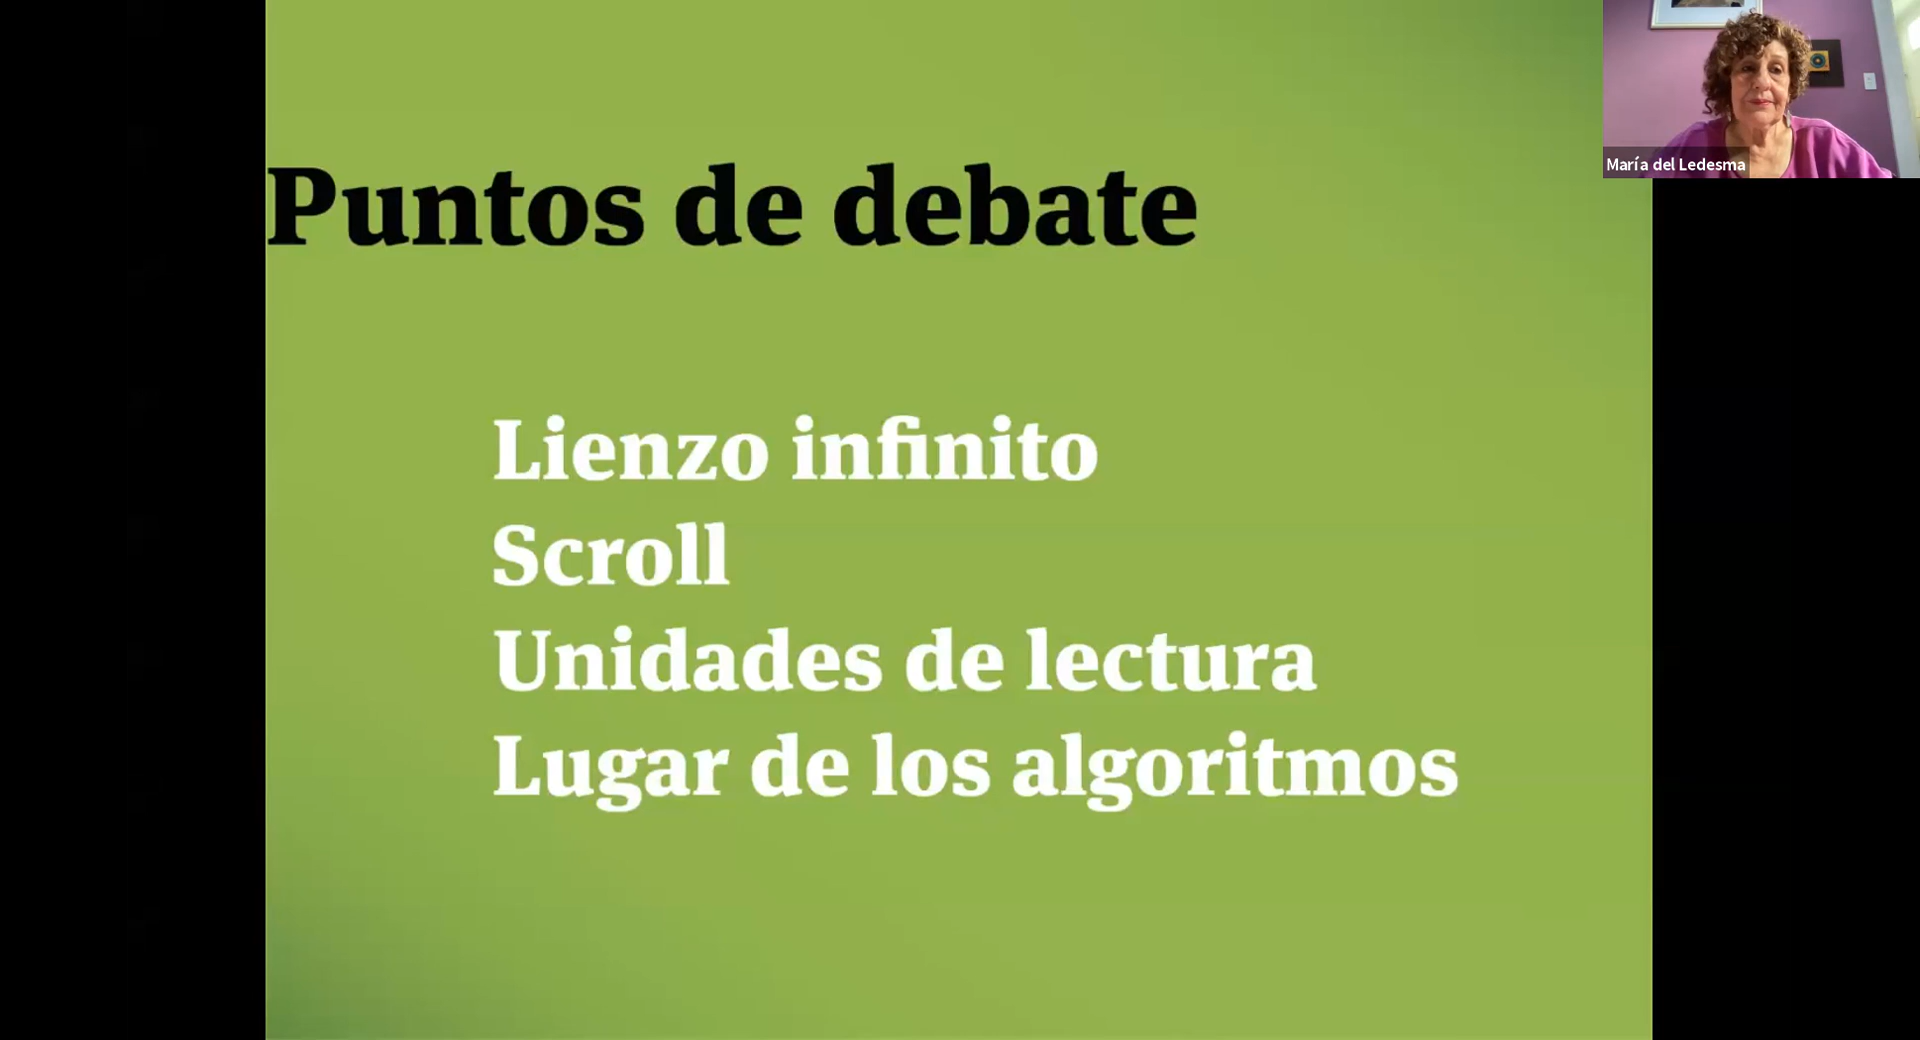 Puntos de debate
Lienzo infinito
Scroll
Unidades de lectura
Lugar de los algoritmos
María del Ledesma